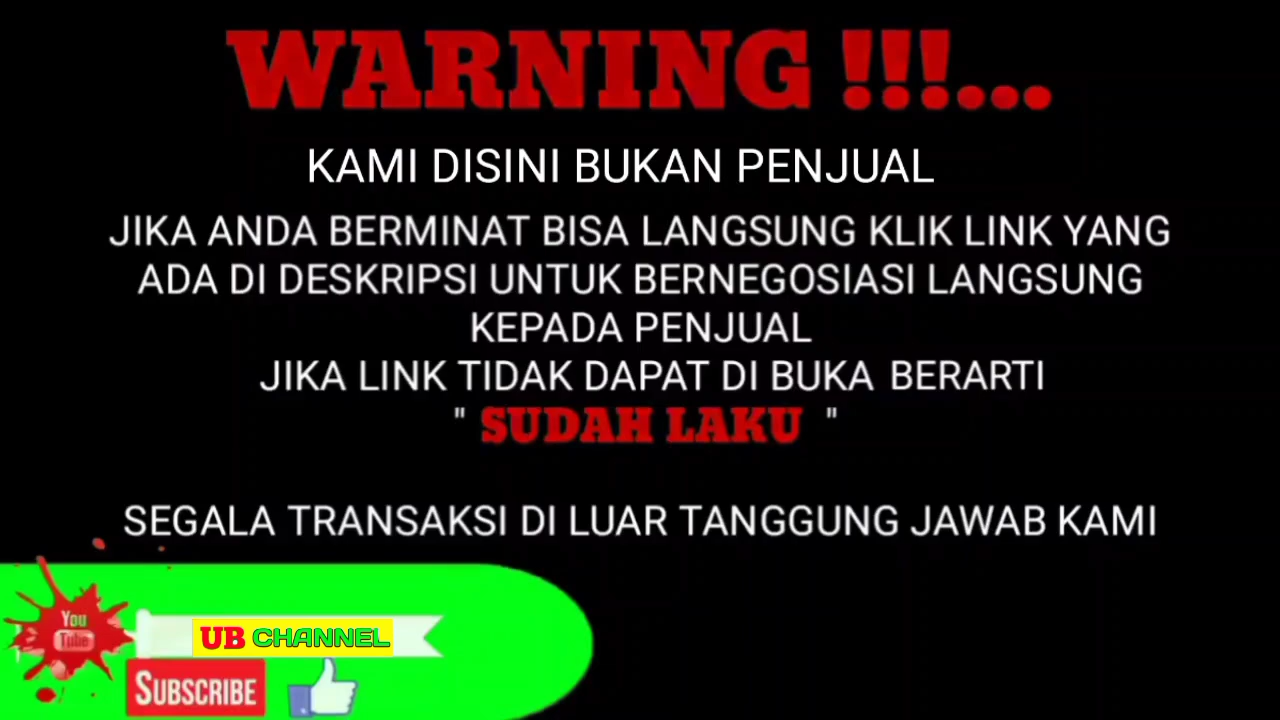 WARNING !!!...
KAMI DISINI BUKAN PENJUAL
JIKA ANDA BERMINAT BISA LANGSUNG KLIK LINK YANG
ADA DI DESKRIPSI UNTUK BERNEGOSIASI LANGSUNG
KEPADA PENJUAL
JIKA LINK TIDAK DAPAT DI BUKA BERARTI
" SUDAH LAKU "
SEGALA TRANSAKSI DI LUAR TANGGUNG JAWAB KAMI
You
Tube
UB CHANNEL
SUBSCRIBE